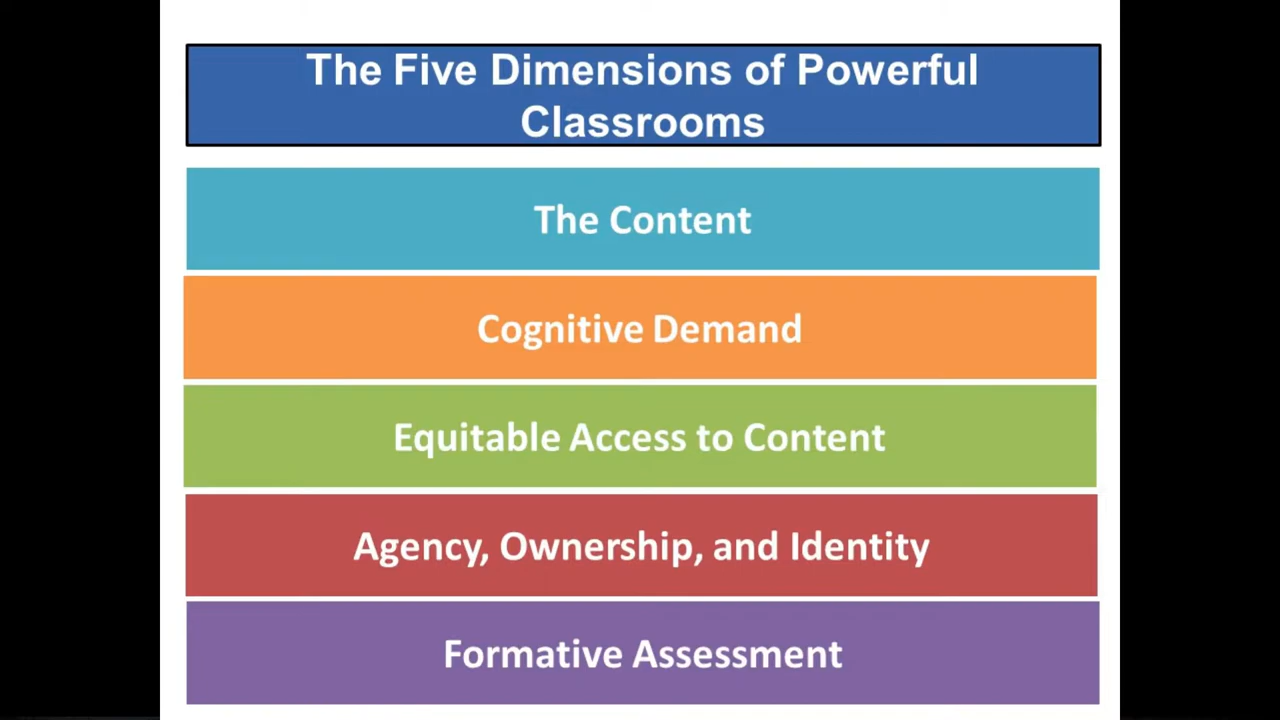 The Five Dimensions of Powerful
Classrooms
The Content
Cognitive Demand
Equitable Access to Content
Agency, Ownership, and Identity
Formative Assessment